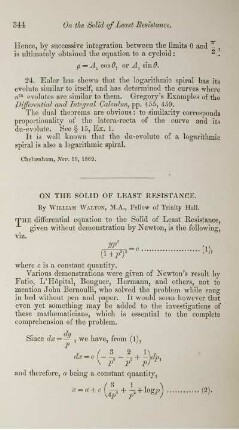 344 On the Solid of Least Resistance.
Hence, by successive integration between the limits 0 and π/2,
is ultimately obtained the equation to a cycloid:
ρ = A, cos θ, or A, sin θ.
24. Euler has shown that the logarithmic spiral has its
evolute similar to itself, and has determined the curves where
nth evolutes are similar to them. Gregory's Examples of the
Differential and Integral Calculus, pp. 455, 459.
The dual theorems are obvious: to similarity corresponds
proportionality of the latera-recta of the curve and its
du-evolute. See § 15, Ex. 1.
It is well known that the du-evolute of a logarithmic
spiral is also a logarithmic spiral.
Cheltenham, Nov. 1862.
ON THE SOLID OF LEAST RESISTANCE.
By WILLIAM WALTON, M.A., Fellow of Trinity Hall.
THE differential equation to the Solid of Least Resistance,
given without demonstration by Newton, is the following,
viz.
yp³/(1 + p²)² = c (1),
where c is a constant quantity.
Various demonstrations were given of Newton's result by
Fatio, L'Hôpital, Bouguer, Hermann, and others, not to
mention John Bernoulli, who solved the problem while sang
in bed without pen and paper. It would seem however that
even yet something may be added to the investigations of
these mathematicians, which is essential to the complete
comprehension of the problem.
Since dx = dy/p, we have, from (1),
dx = c (− 3/p⁵ − 2/p³ + 1/p) dp,
and therefore, a being a constant quantity,
x = a + c (3/4p⁴ + 1/p² + log p) (2).